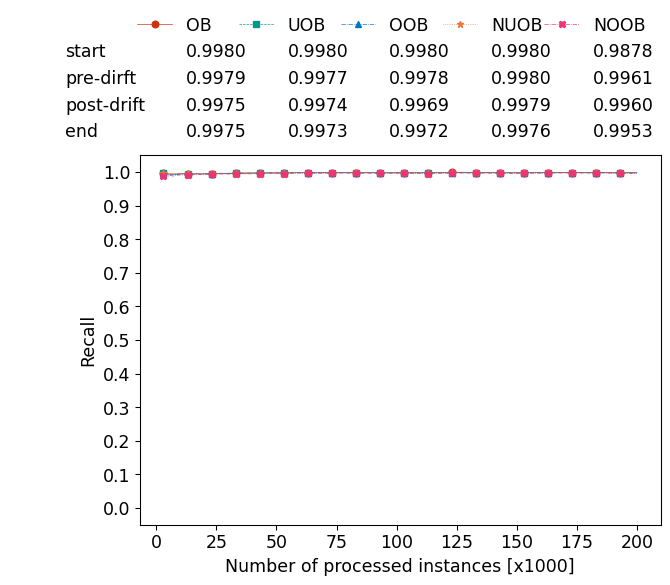 OB UOB OOB NUOB NOOB
start 0.9980 0.9980 0.9980 0.9980 0.9878
pre-dirft 0.9979 0.9977 0.9978 0.9980 0.9961
post-drift 0.9975 0.9974 0.9969 0.9979 0.9960
end 0.9975 0.9973 0.9972 0.9976 0.9953
1.0
0.9
0.8
0.7
0.6
0.5
0.4
0.3
0.2
0.1
0.0
Recall
0 25 50 75 100 125 150 175 200
Number of processed instances [x1000]